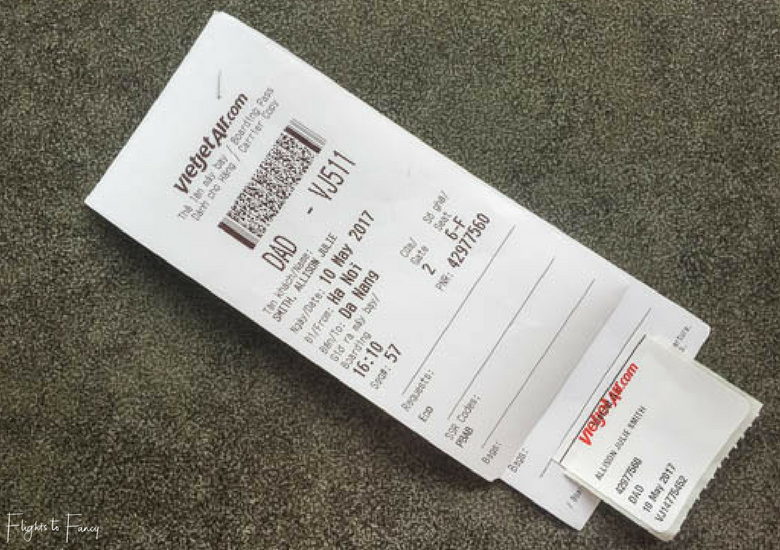 vietjetAir.com
Thẻ lên máy bay / Boarding Pass
Dành cho Hãng / Carrier Copy
DAD - VJ511
Tên khách/Name:
SMITH, ALLISON JULIE
Ngày/Date: 10 May 2017
Đi/From: Ha Noi
Đến/To: Da Nang
Giờ ra máy bay/
Boarding
16:10
Cửa/
Gate
2
Số ghế/
Seat
6-F
Seq#: 57
PNR: 42977560
Requests:
Eco
SSR Codes:
PBAB
Bags:
Bags:
vietjetAir.com
ALLISON JULIE SMITH
42977560
DAD
10 May 2017
VJ14775452
Flights to Fancy